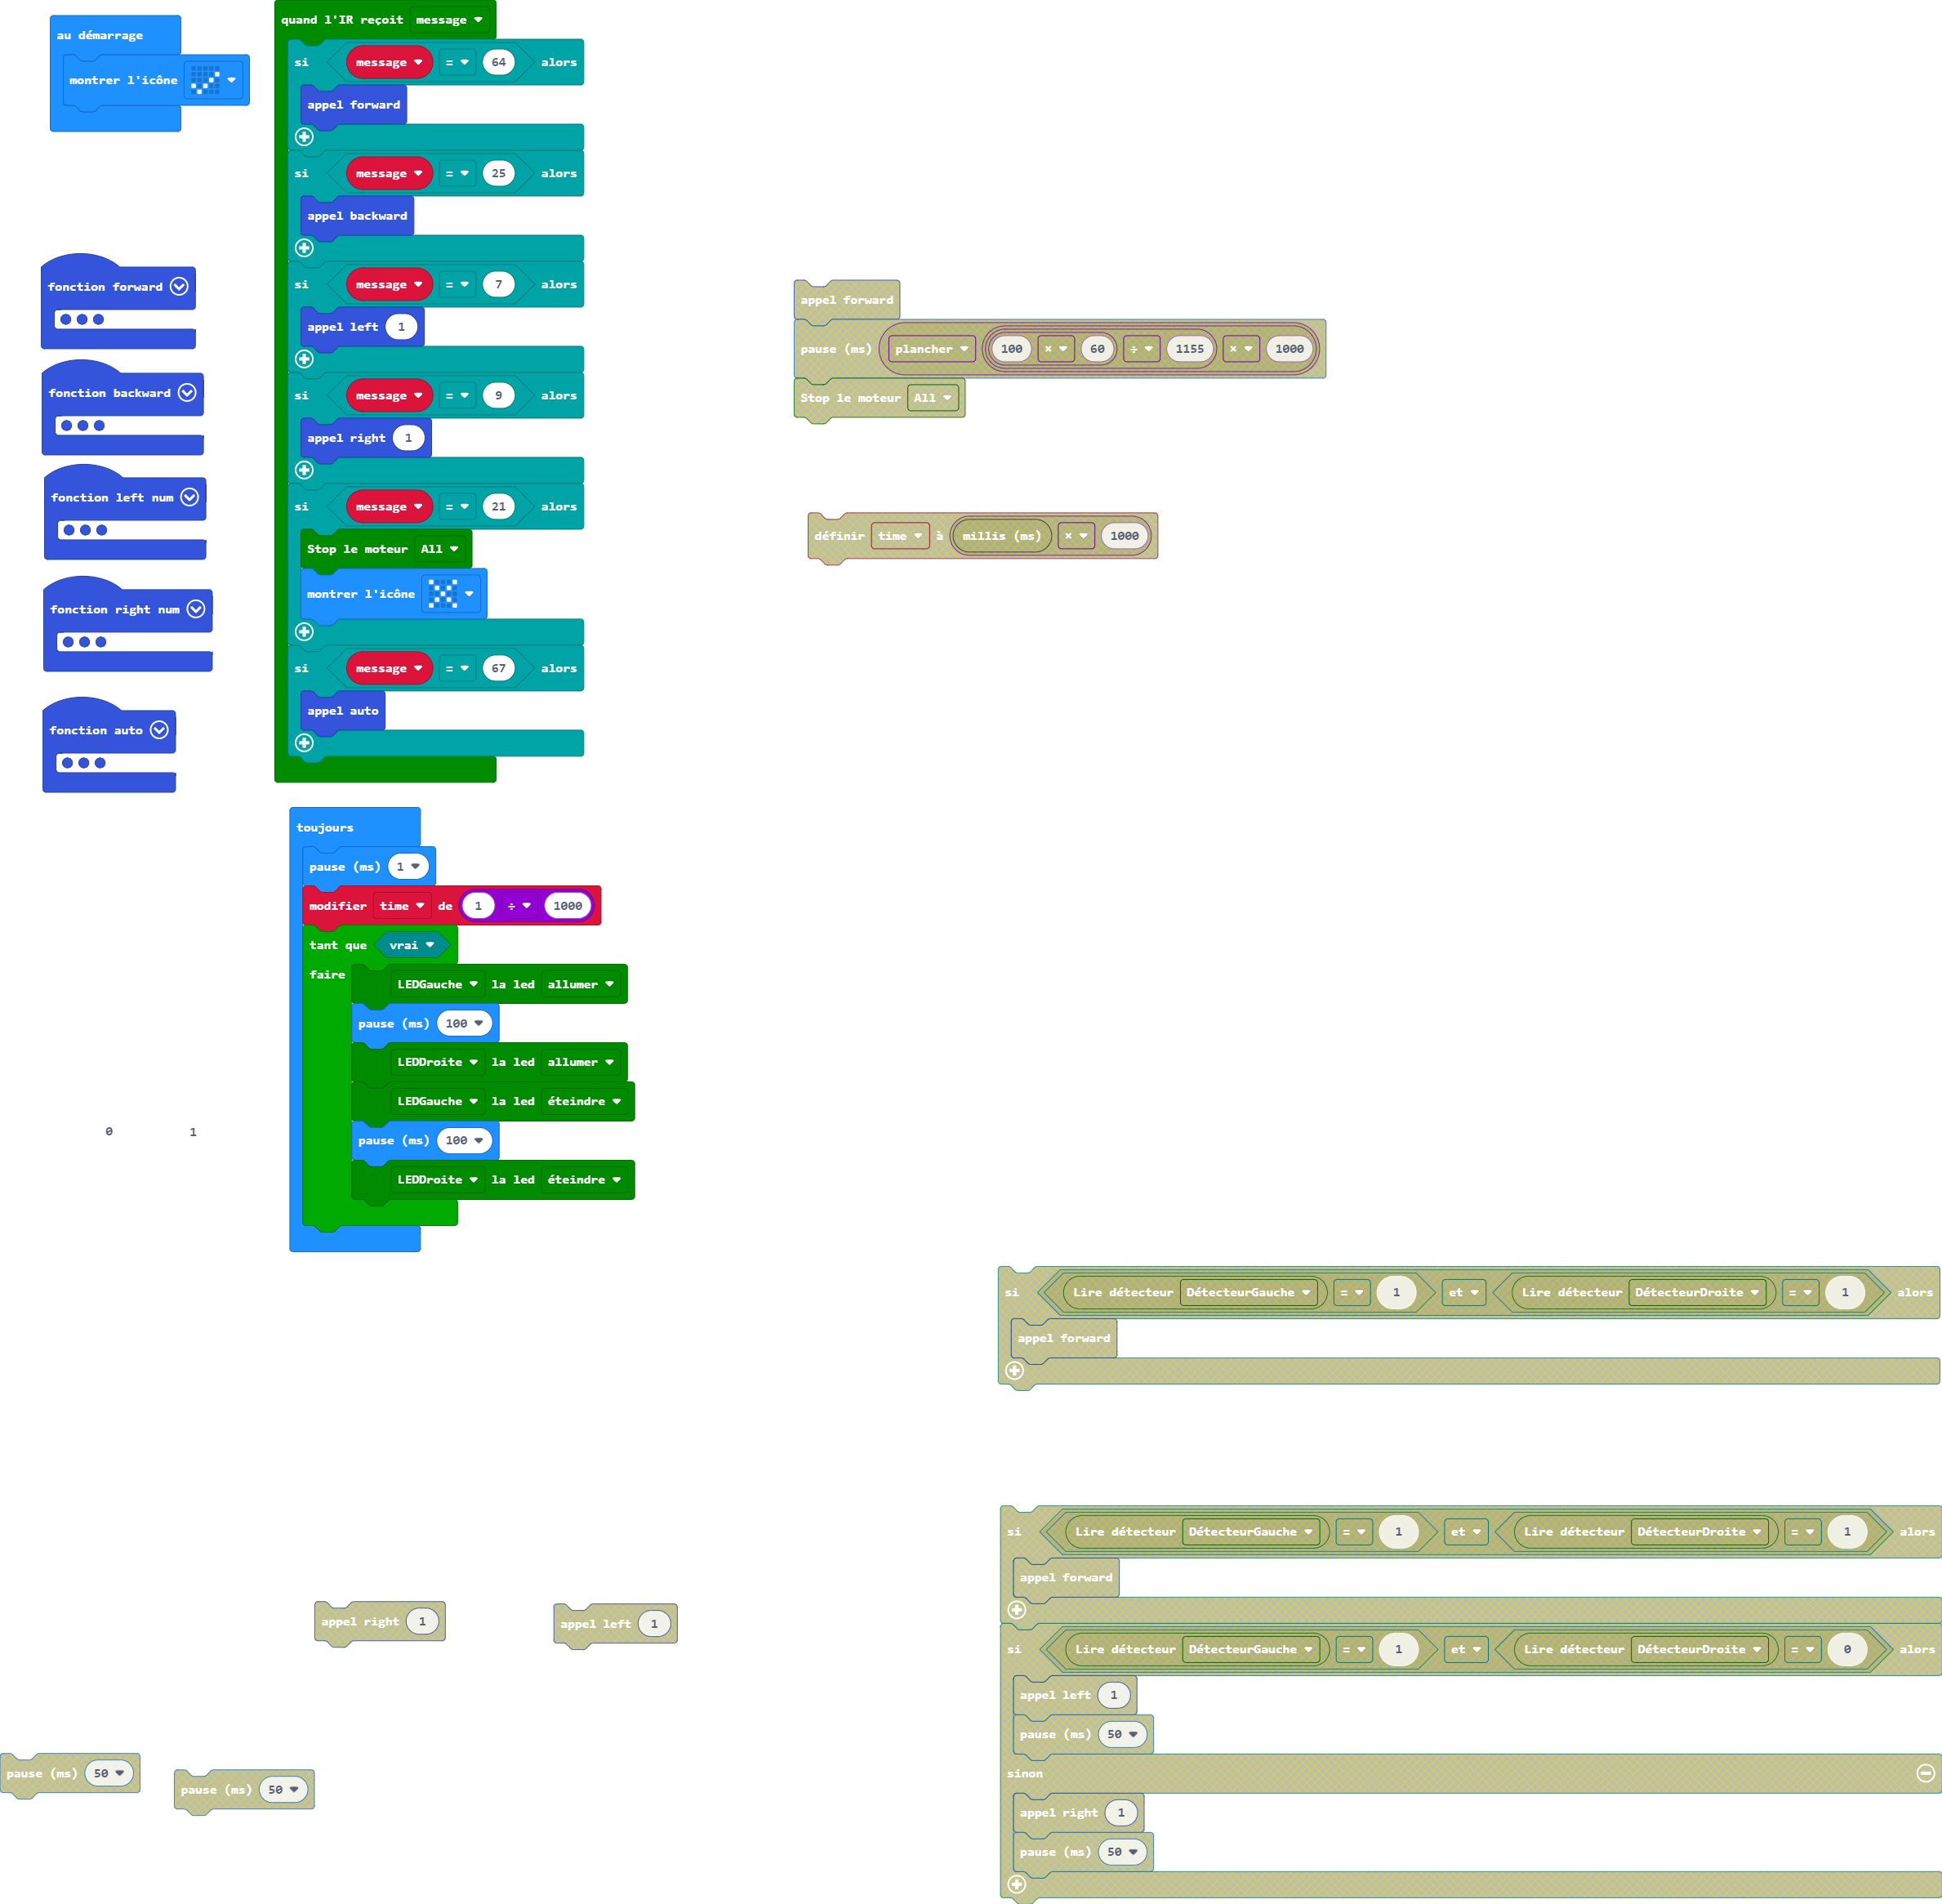 au démarrage
montrer l'icône
quand l'IR reçoit message
si message = 64 alors
appel forward
si message = 25 alors
appel backward
si message = 7 alors
appel left 1
si message = 9 alors
appel right 1
si message = 21 alors
Stop le moteur All
montrer l'icône
si message = 67 alors
appel auto
fonction forward
fonction backward
fonction left num
fonction right num
fonction auto
appel forward
pause (ms) plancher 100 × 60 ÷ 1155 × 1000
Stop le moteur All
définir time à millis (ms) × 1000
toujours
pause (ms) 1
modifier time de 1 ÷ 1000
tant que vrai
faire
LEDGauche la led allumer
pause (ms) 100
LEDDroite la led allumer
LEDGauche la led éteindre
pause (ms) 100
LEDDroite la led éteindre
0 1
si Lire détecteur DétecteurGauche = 1 et Lire détecteur DétecteurDroite = 1 alors
appel forward
si Lire détecteur DétecteurGauche = 1 et Lire détecteur DétecteurDroite = 1 alors
appel forward
si Lire détecteur DétecteurGauche = 1 et Lire détecteur DétecteurDroite = 0 alors
appel left 1
pause (ms) 50
sinon
appel right 1
pause (ms) 50
appel right 1
appel left 1
pause (ms) 50
pause (ms) 50